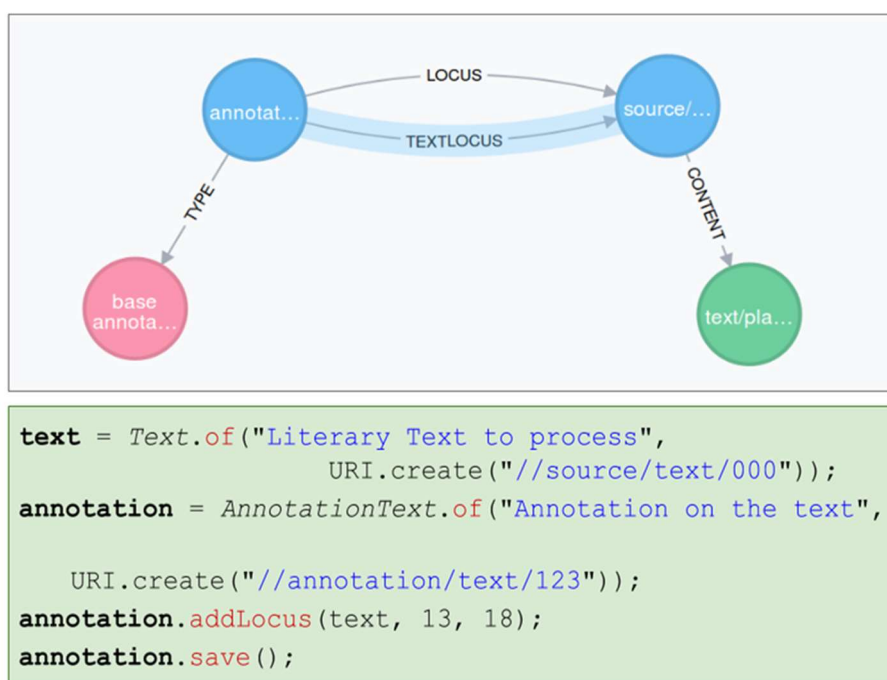 LOCUS
annotat...
source/...
TEXTLOCUS
TYPE
CONTENT
base
annota...
text/pla...
text = Text.of("Literary Text to process",
URI.create("//source/text/000"));
annotation = AnnotationText.of("Annotation on the text",
URI.create("//annotation/text/123"));
annotation.addLocus(text, 13, 18);
annotation.save();